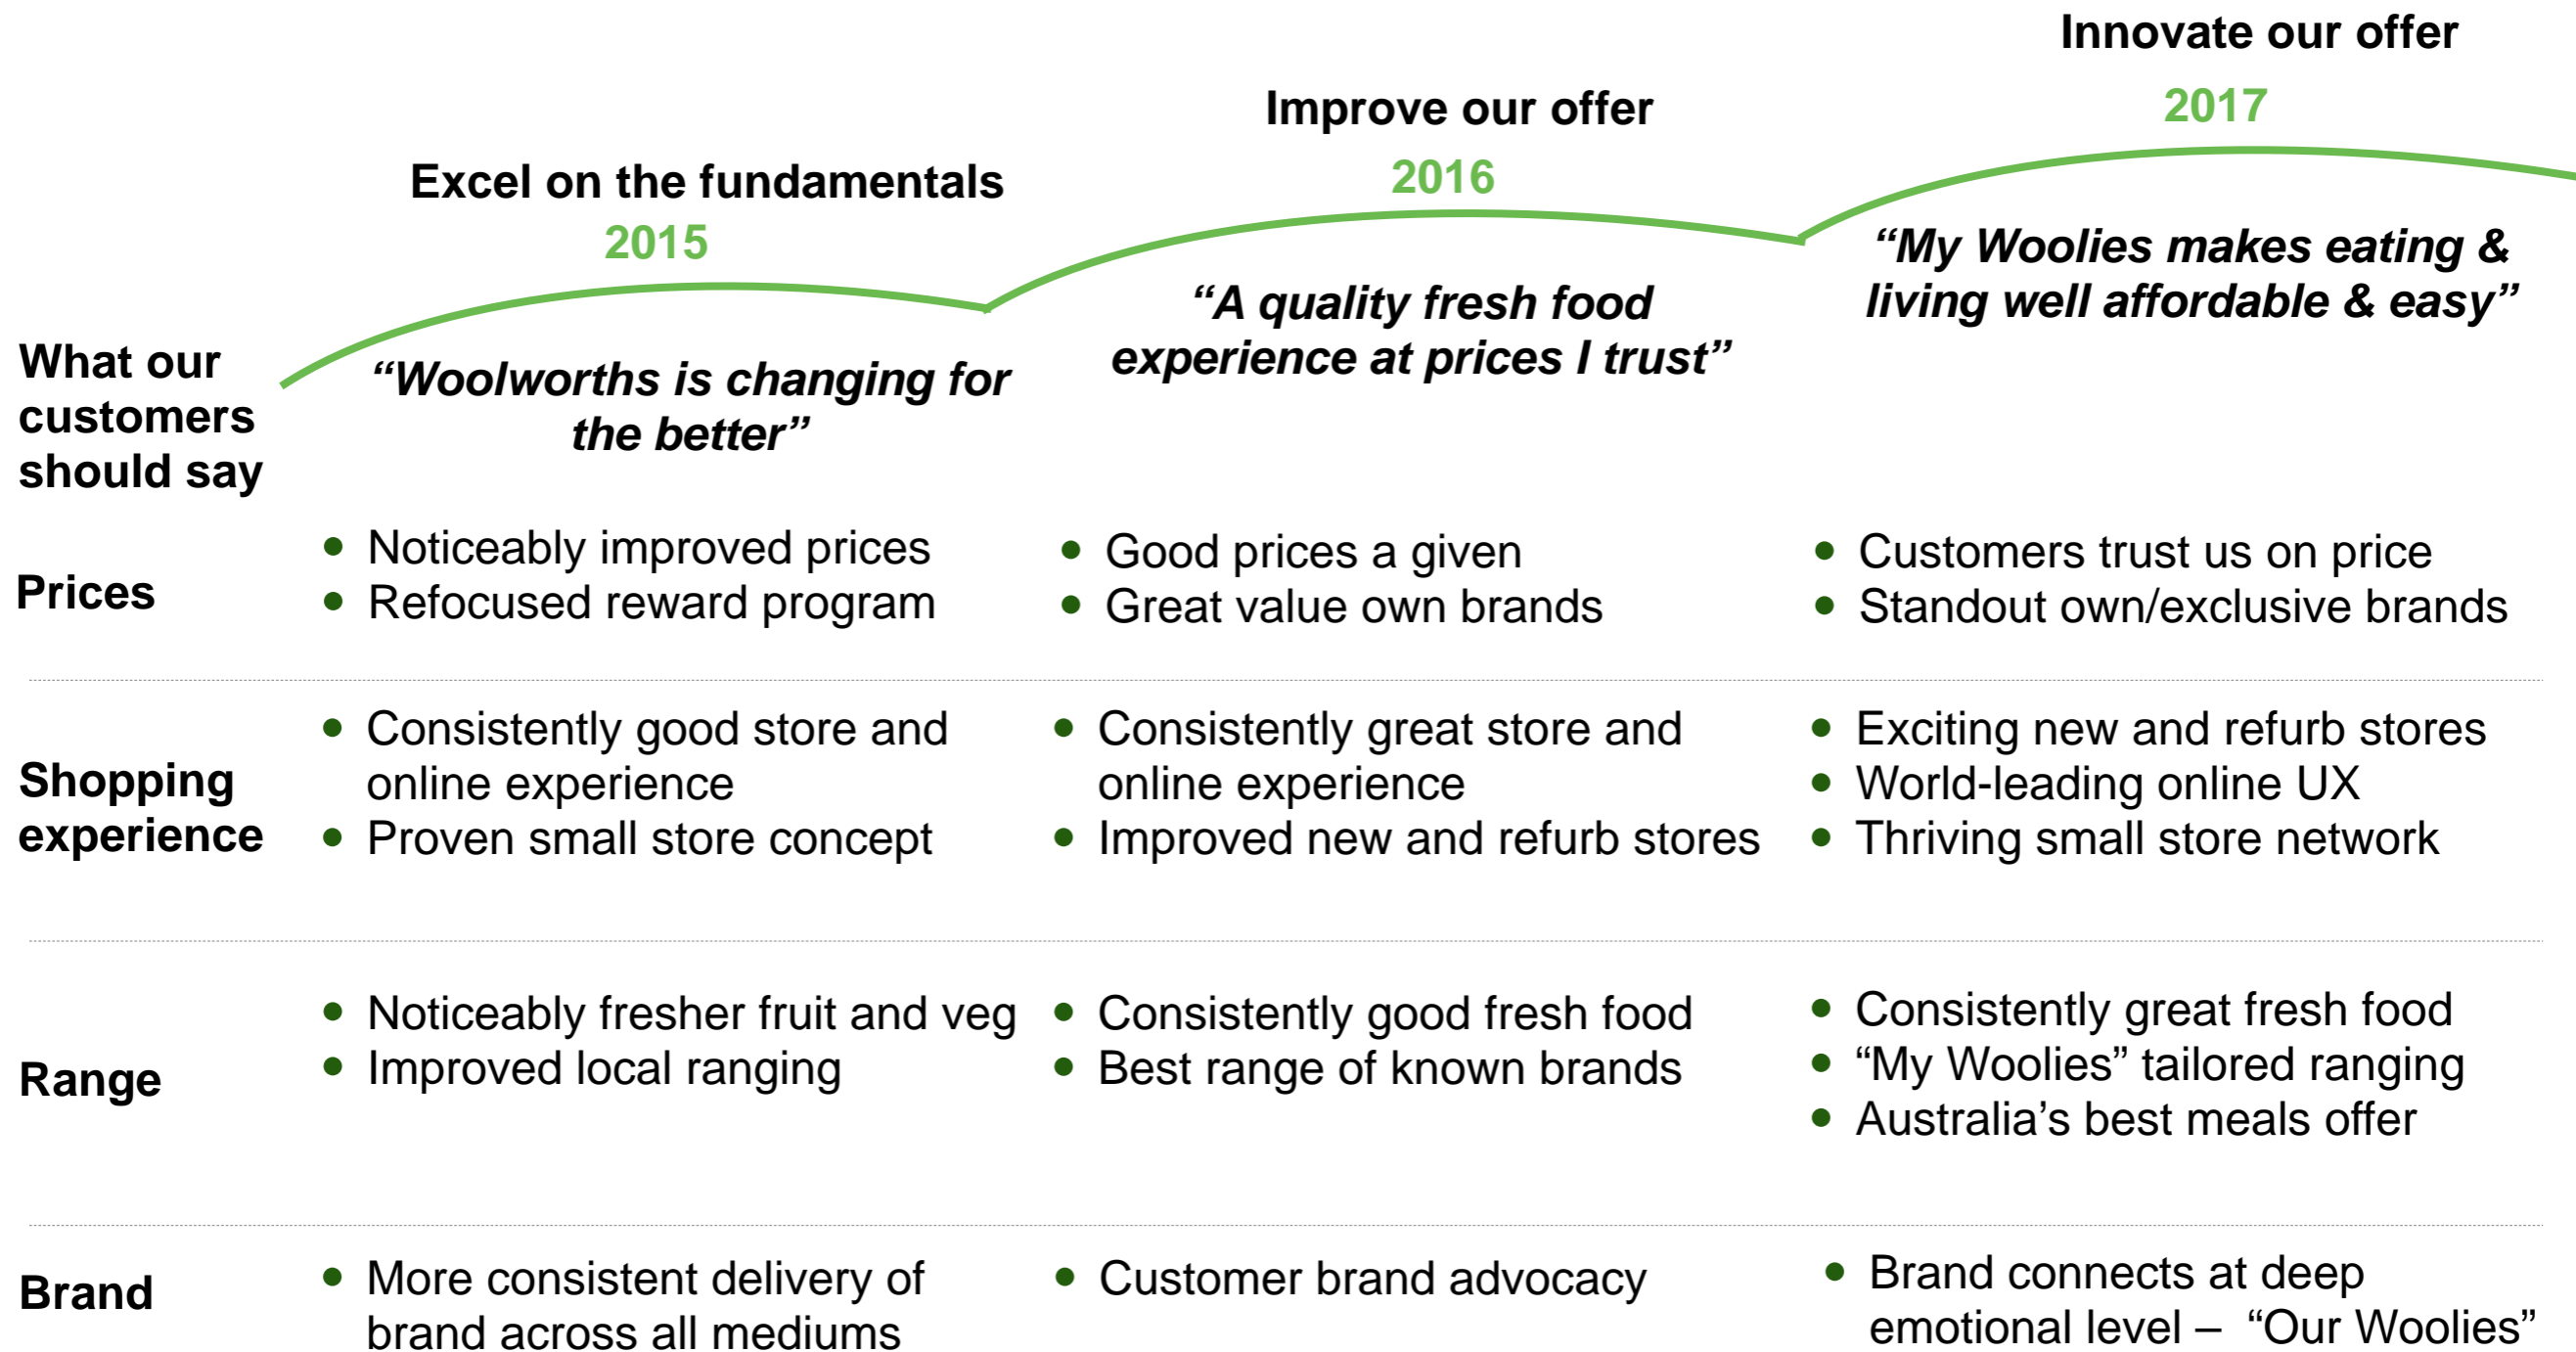 Innovate our offer
2017
Improve our offer
2016
Excel on the fundamentals
2015
What our
customers
should say
“Woolworths is changing for
the better”
“A quality fresh food
experience at prices I trust”
“My Woolies makes eating &
living well affordable & easy”
Prices
• Noticeably improved prices
• Refocused reward program
• Good prices a given
• Great value own brands
• Customers trust us on price
• Standout own/exclusive brands
Shopping
experience
• Consistently good store and
online experience
• Proven small store concept
• Consistently great store and
online experience
• Improved new and refurb stores
• Exciting new and refurb stores
• World-leading online UX
• Thriving small store network
Range
• Noticeably fresher fruit and veg
• Improved local ranging
• Consistently good fresh food
• Best range of known brands
• Consistently great fresh food
• “My Woolies” tailored ranging
• Australia’s best meals offer
Brand
• More consistent delivery of
brand across all mediums
• Customer brand advocacy
• Brand connects at deep
emotional level – “Our Woolies”